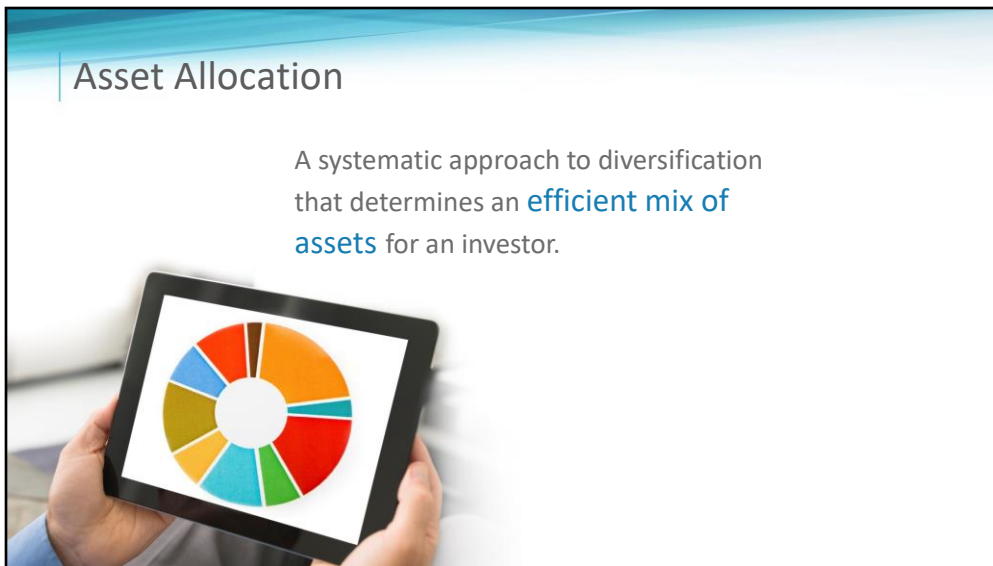 Asset Allocation
A systematic approach to diversification
that determines an efficient mix of
assets for an investor.